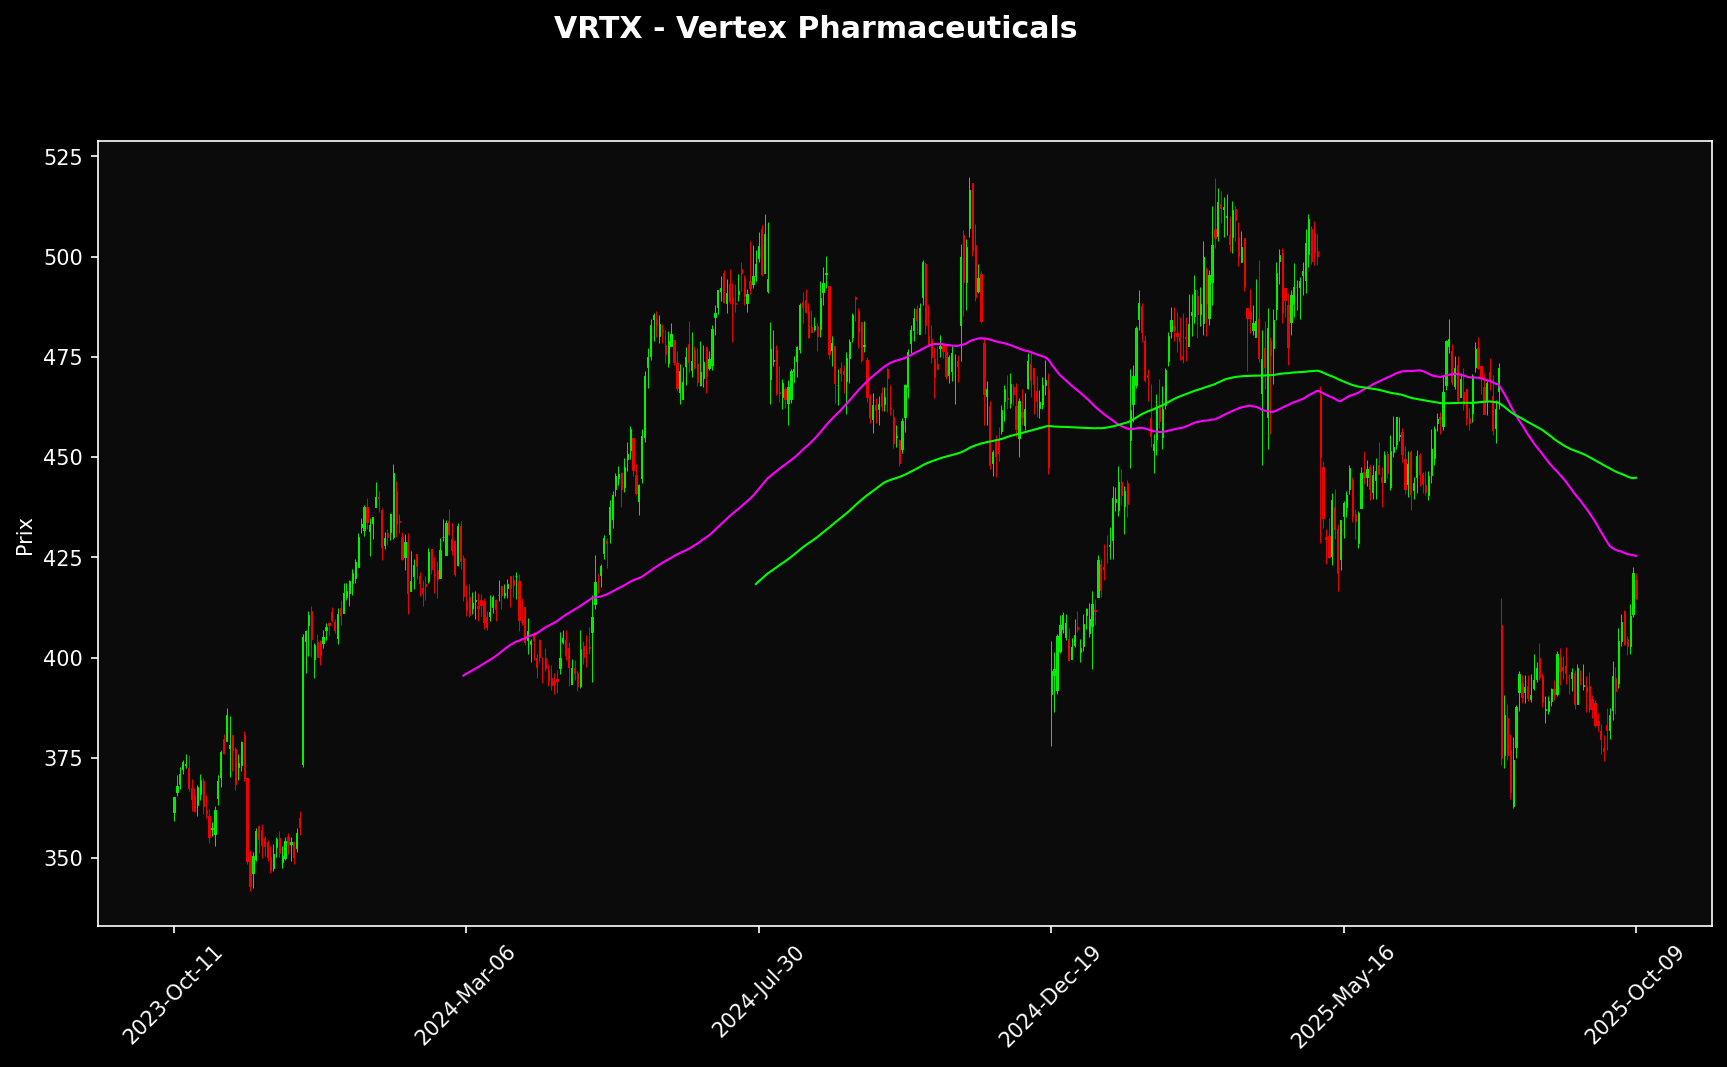 VRTX - Vertex Pharmaceuticals
Prix
525
500
475
450
425
400
375
350
2023-Oct-11
2024-Mar-06
2024-Jul-30
2024-Dec-19
2025-May-16
2025-Oct-09